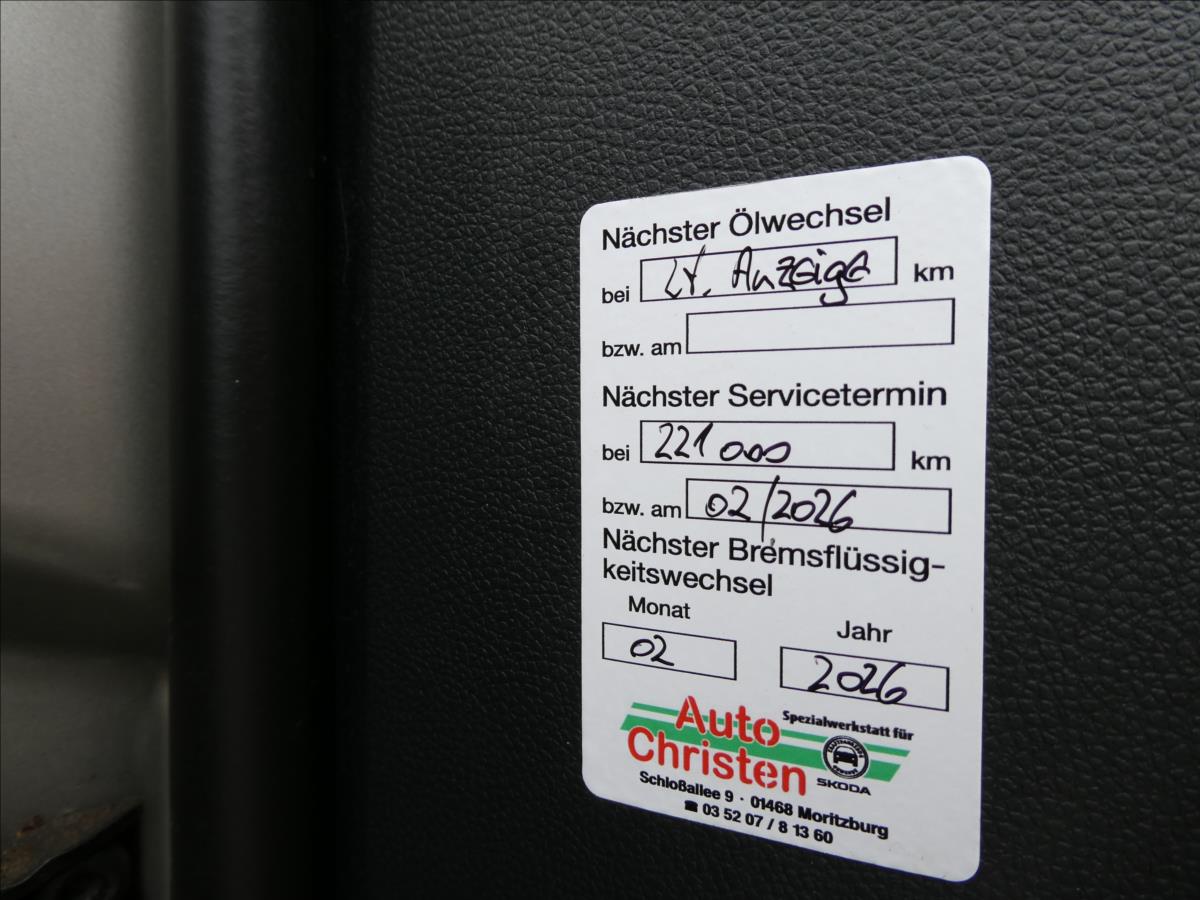 Nächster Ölwechsel
bei lt. Anzeige km
bzw. am
Nächster Servicetermin
bei 221 000 km
bzw. am 02/2026
Nächster Bremsflüssig-
keitswechsel
Monat Jahr
02 2026
Auto Spezialwerkstatt für
Christen SKODA
Schloßallee 9 · 01468 Moritzburg
☎ 03 52 07 / 8 13 60